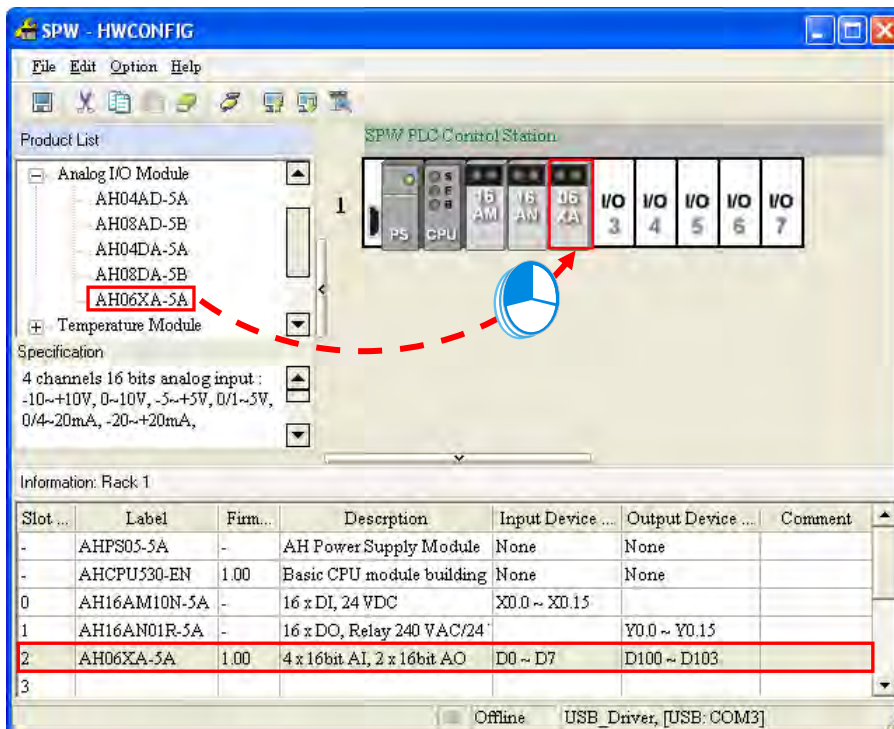 SPW - HWCONFIG
File Edit Option Help
Product List
SPW PLC Control Station
Analog I/O Module
AH04AD-5A
AH08AD-5B
AH04DA-5A
AH08DA-5B
AH06XA-5A
Temperature Module
1
PS CPU 16 AM 16 AN 06 XA I/O 3 I/O 4 I/O 5 I/O 6 I/O 7
Specification
4 channels 16 bits analog input :
-10~+10V, 0~10V, -5~+5V, 0/1~5V,
0/4~20mA, -20~+20mA,
Information: Rack 1
Slot ... Label Firm... Descrption Input Device ... Output Device .... Comment
- AHPS05-5A - AH Power Supply Module None None
- AHCPU530-EN 1.00 Basic CPU module building None None
0 AH16AM10N-5A - 16 x DI, 24 VDC X0.0 ~ X0.15
1 AH16AN01R-5A - 16 x DO, Relay 240 VAC/24 Y0.0 ~ Y0.15
2 AH06XA-5A 1.00 4 x 16bit AI, 2 x 16bit AO D0 ~ D7 D100 ~ D103
3
Offline USB_Driver, [USB: COM3]